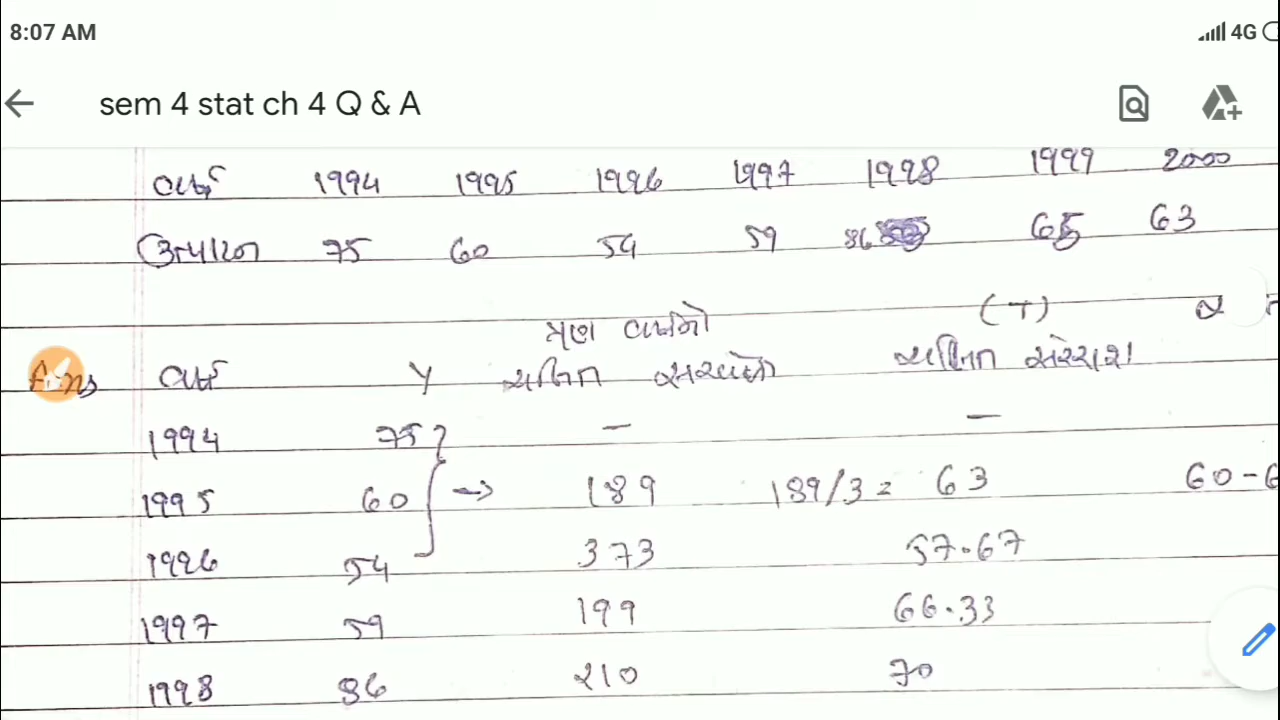 8:07 AM 4G
sem 4 stat ch 4 Q & A
વર્ષ 1994 1995 1996 1997 1998 1999 2000
ઉત્પાદન 75 60 54 59 86 65 63
ત્રણ વર્ષની (T)
Ans વર્ષ y ચલિત સરવાળો ચલિત સરેરાશ
1994 75 — —
1995 60 → 189 189/3 = 63 60-6
1996 54 373 57.67
1997 59 199 66.33
1998 86 210 70